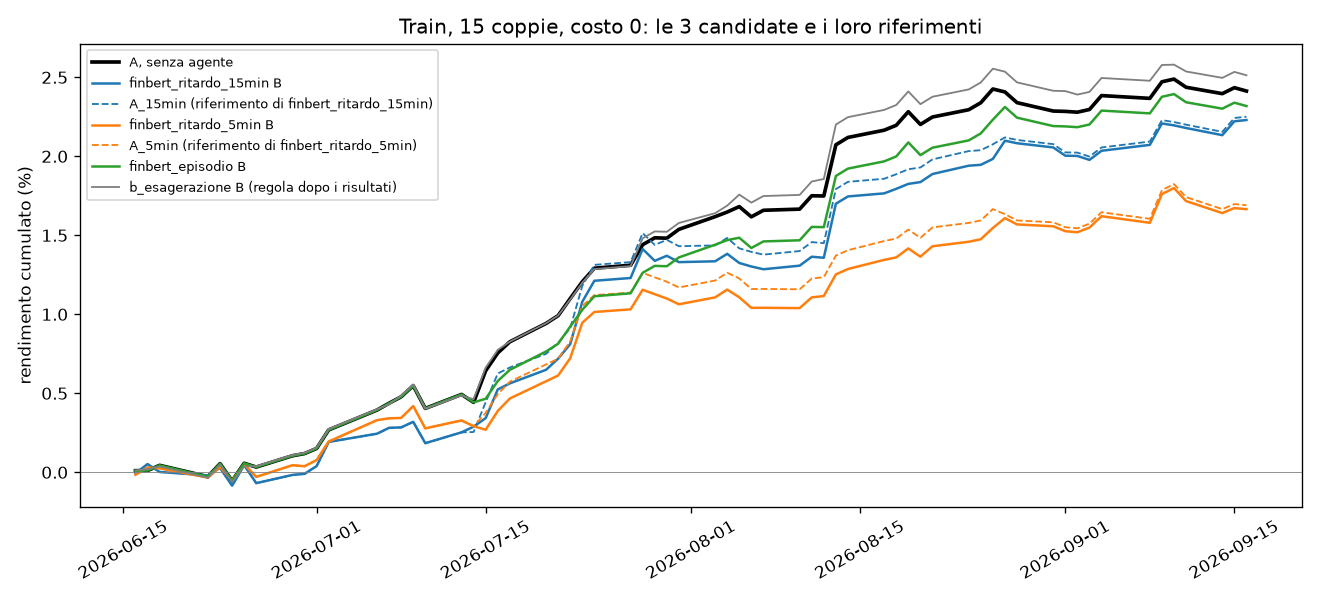 Train, 15 coppie, costo 0: le 3 candidate e i loro riferimenti
A, senza agente
finbert_ritardo_15min B
A_15min (riferimento di finbert_ritardo_15min)
finbert_ritardo_5min B
A_5min (riferimento di finbert_ritardo_5min)
finbert_episodio B
b_esagerazione B (regola dopo i risultati)
rendimento cumulato (%)
2.5
2.0
1.5
1.0
0.5
0.0
2026-06-15
2026-07-01
2026-07-15
2026-08-01
2026-08-15
2026-09-01
2026-09-15